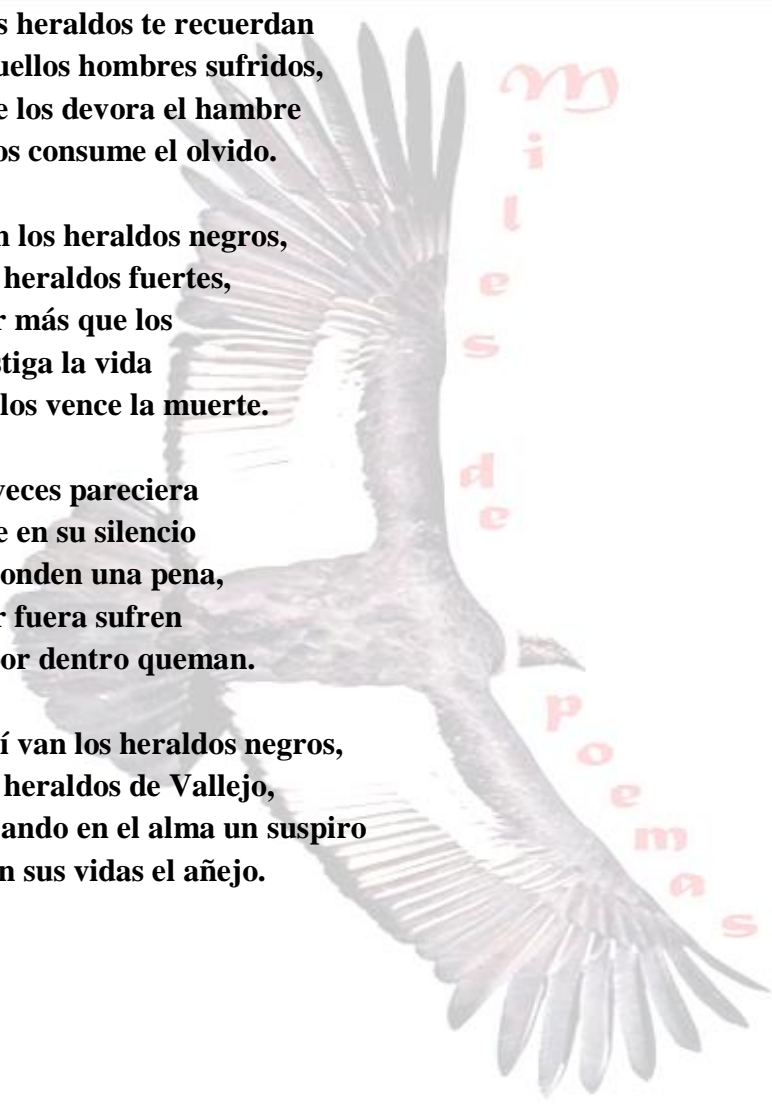 s heraldos te recuerdan
uellos hombres sufridos,
e los devora el hambre
os consume el olvido.
n los heraldos negros,
heraldos fuertes,
r más que los
stiga la vida
los vence la muerte.
veces pareciera
e en su silencio
onden una pena,
r fuera sufren
or dentro queman.
í van los heraldos negros,
heraldos de Vallejo,
ando en el alma un suspiro
n sus vidas el añejo.
Miles de poemas